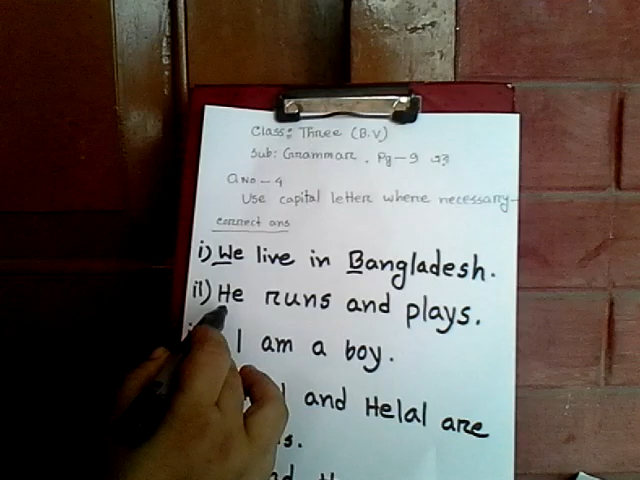 Class: Three (B.V)
Sub: Grammar. Pg-9
Q No-4
Use capital letter where necessary-
correct ans
i) We live in Bangladesh.
ii) He runs and plays.
I am a boy.
and Helal are